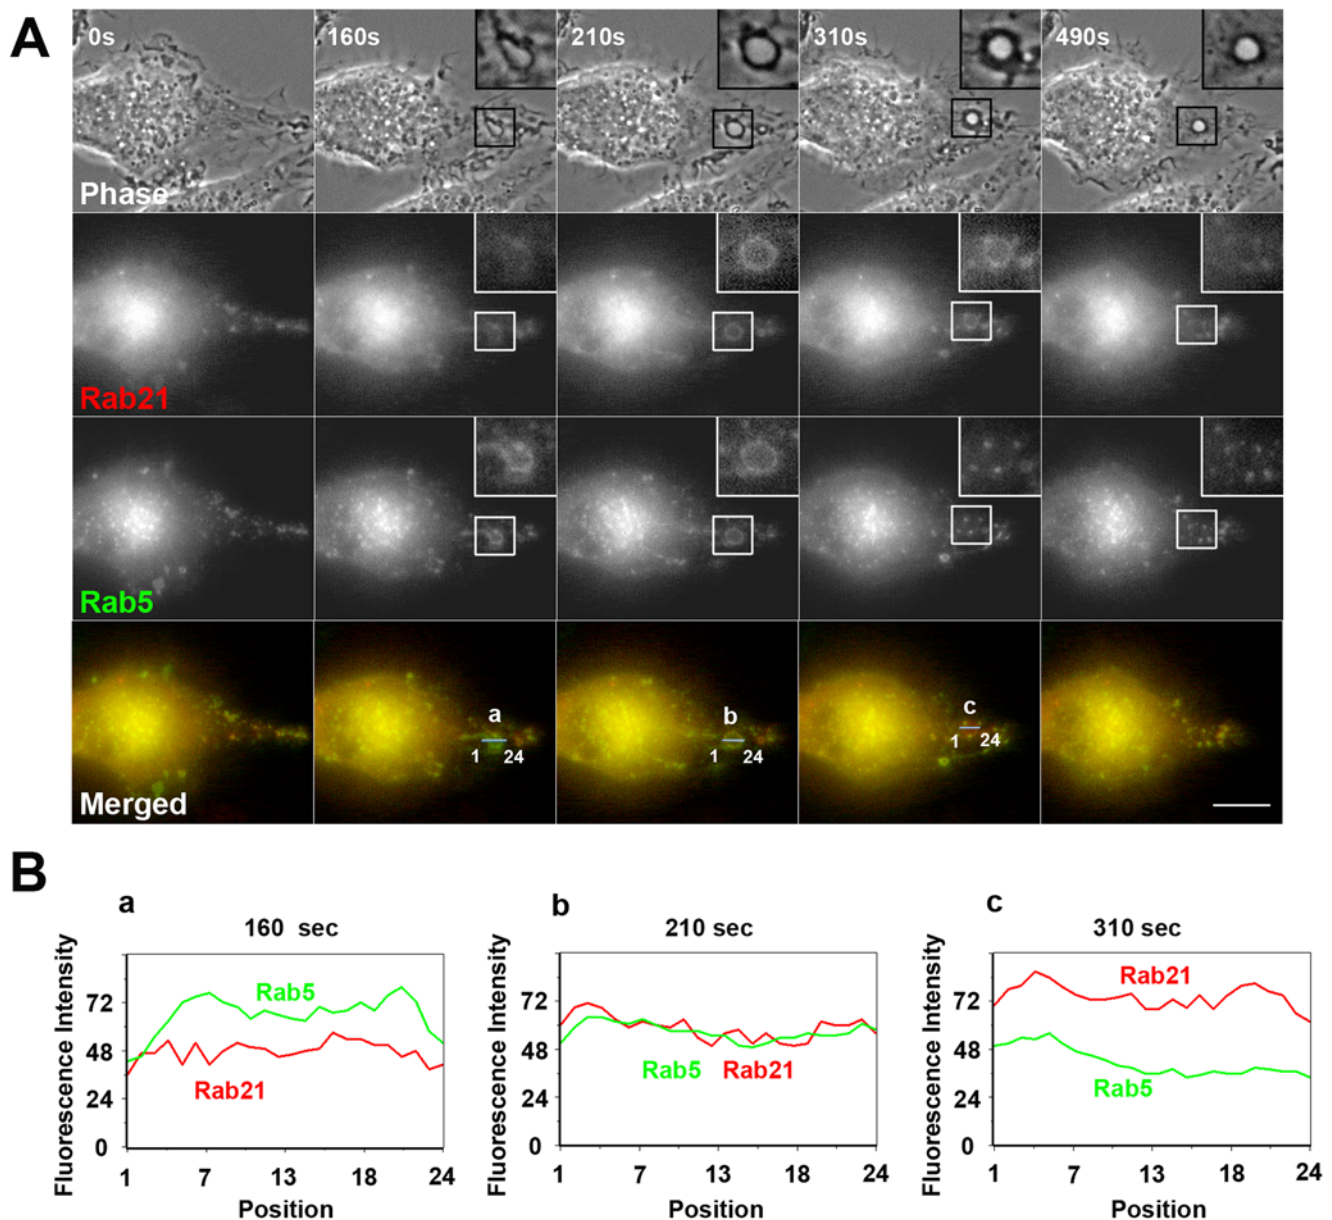 A
0s 160s 210s 310s 490s
Phase
Rab21
Rab5
a b c
1 24 1 24 1 24
Merged
B
a b c
160 sec 210 sec 310 sec
Fluorescence Intensity
72
48
24
0
Rab5
Rab21
1 7 13 18 24
Position
Fluorescence Intensity
72
48
24
0
Rab5 Rab21
1 7 13 18 24
Position
Fluorescence Intensity
72
48
24
0
Rab21
Rab5
1 7 13 18 24
Position